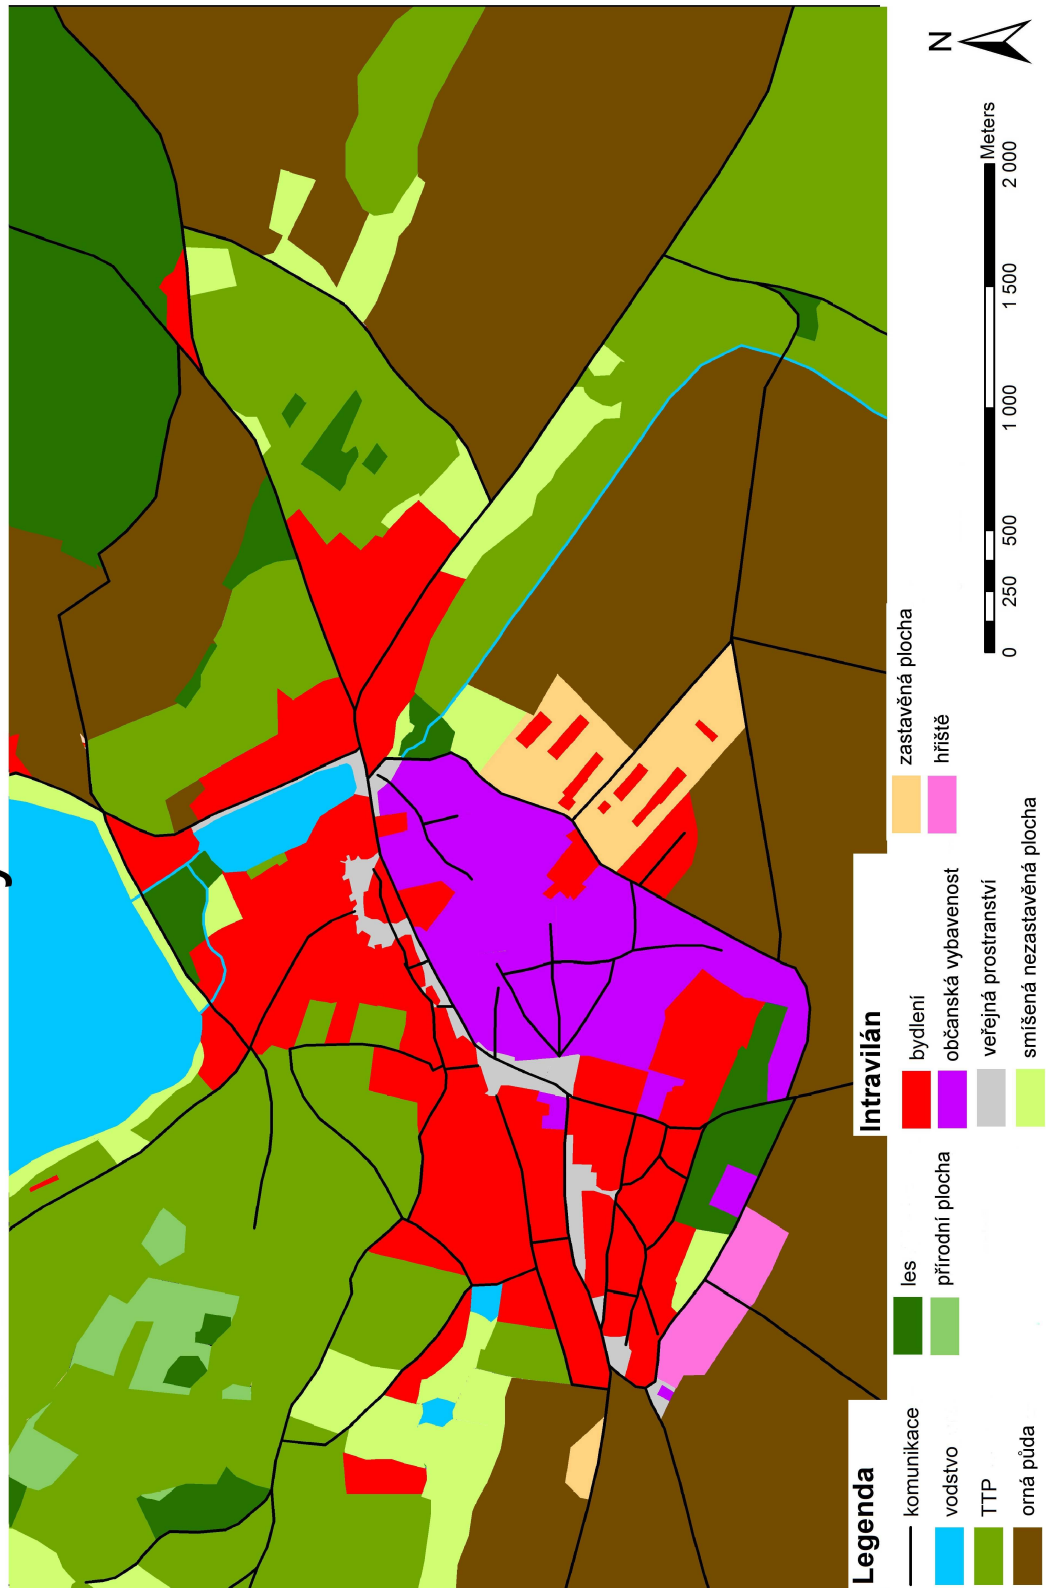 Legenda
komunikace
vodstvo
TTP
orná půda
les
přírodní plocha
Intravilán
bydlení
občanská vybavenost
veřejná prostranství
smíšená nezastavěná plocha
zastavěná plocha
hřiště
0 250 500 1 000 1 500 2 000
Meters
N